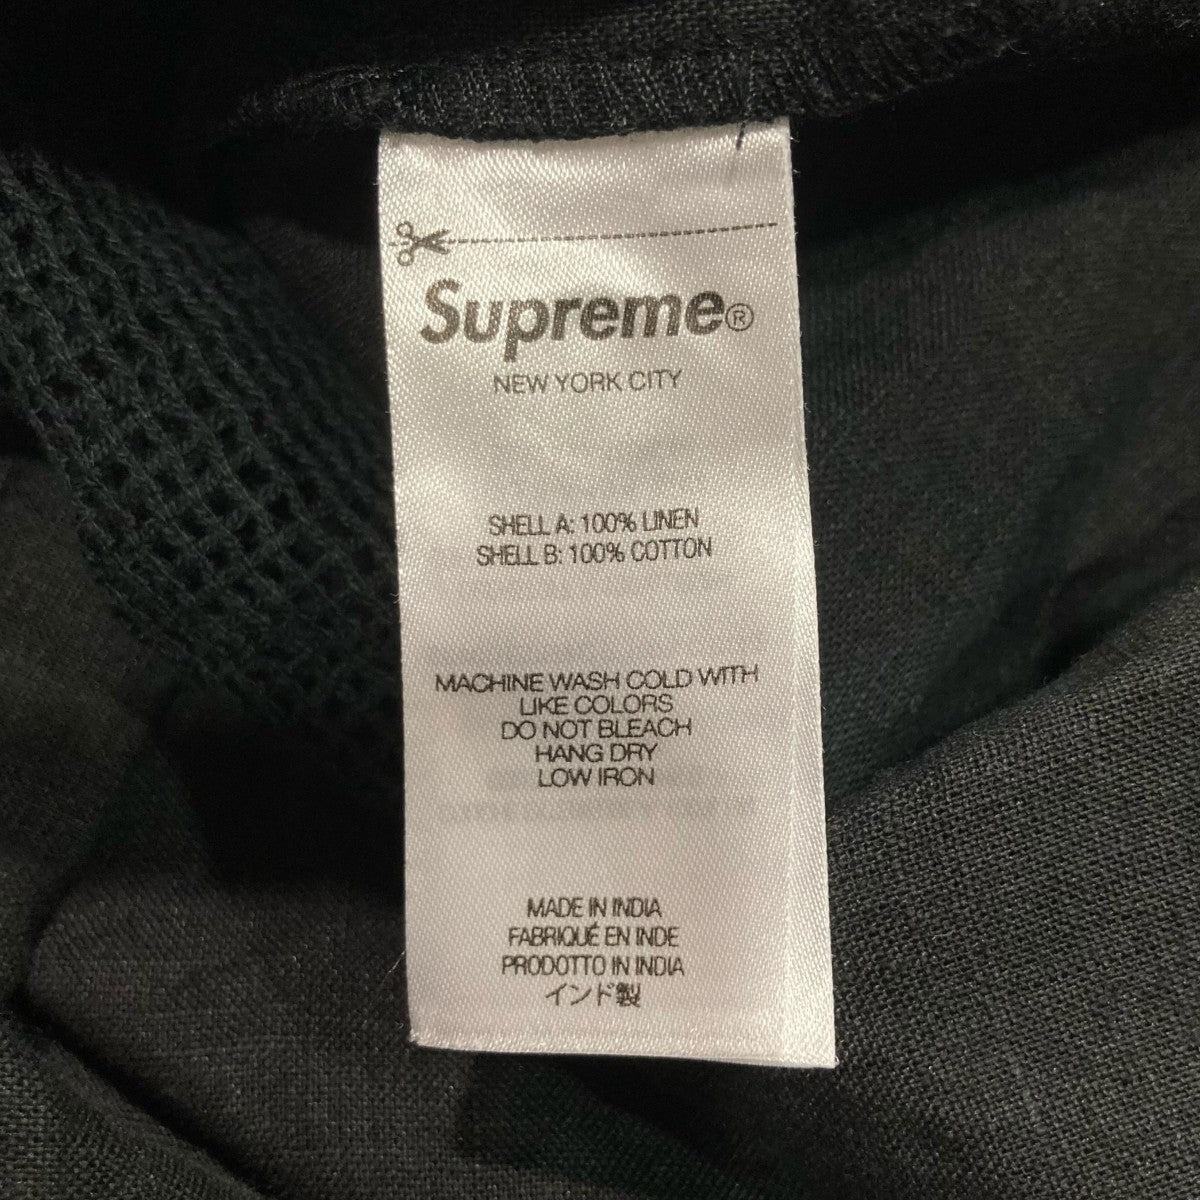 Supreme®
NEW YORK CITY
SHELL A: 100% LINEN
SHELL B: 100% COTTON
MACHINE WASH COLD WITH
LIKE COLORS
DO NOT BLEACH
HANG DRY
LOW IRON
MADE IN INDIA
FABRIQUÉ EN INDE
PRODOTTO IN INDIA
インド製